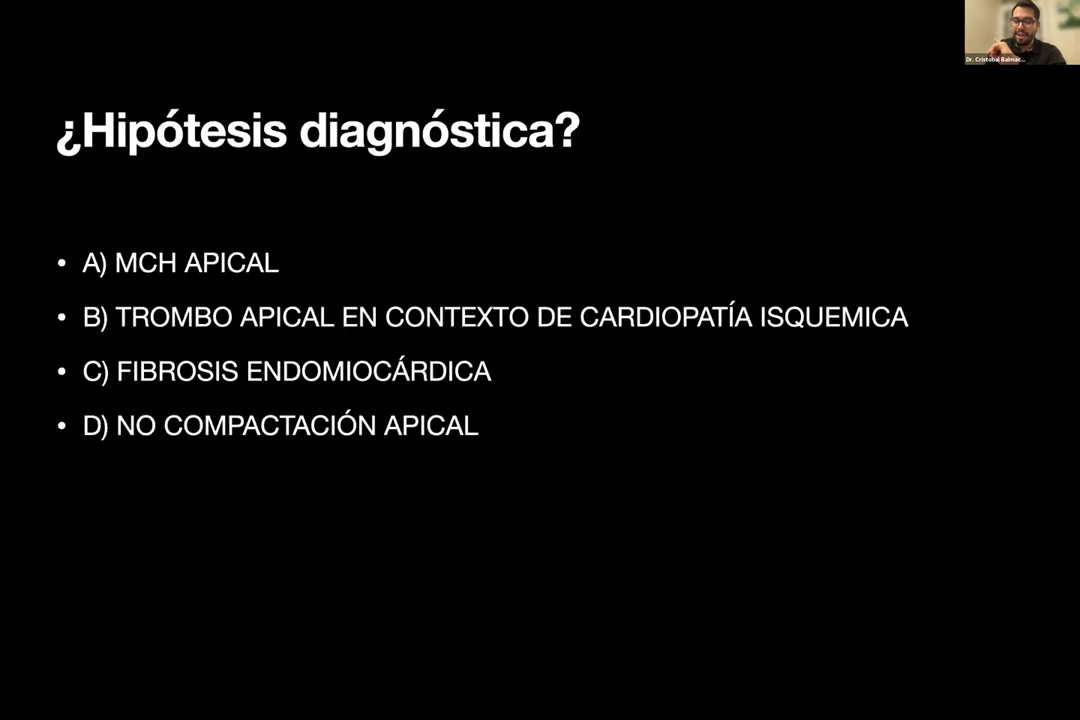 Dr. Cristobal Balmac...
¿Hipótesis diagnóstica?
• A) MCH APICAL
• B) TROMBO APICAL EN CONTEXTO DE CARDIOPATÍA ISQUEMICA
• C) FIBROSIS ENDOMIOCÁRDICA
• D) NO COMPACTACIÓN APICAL